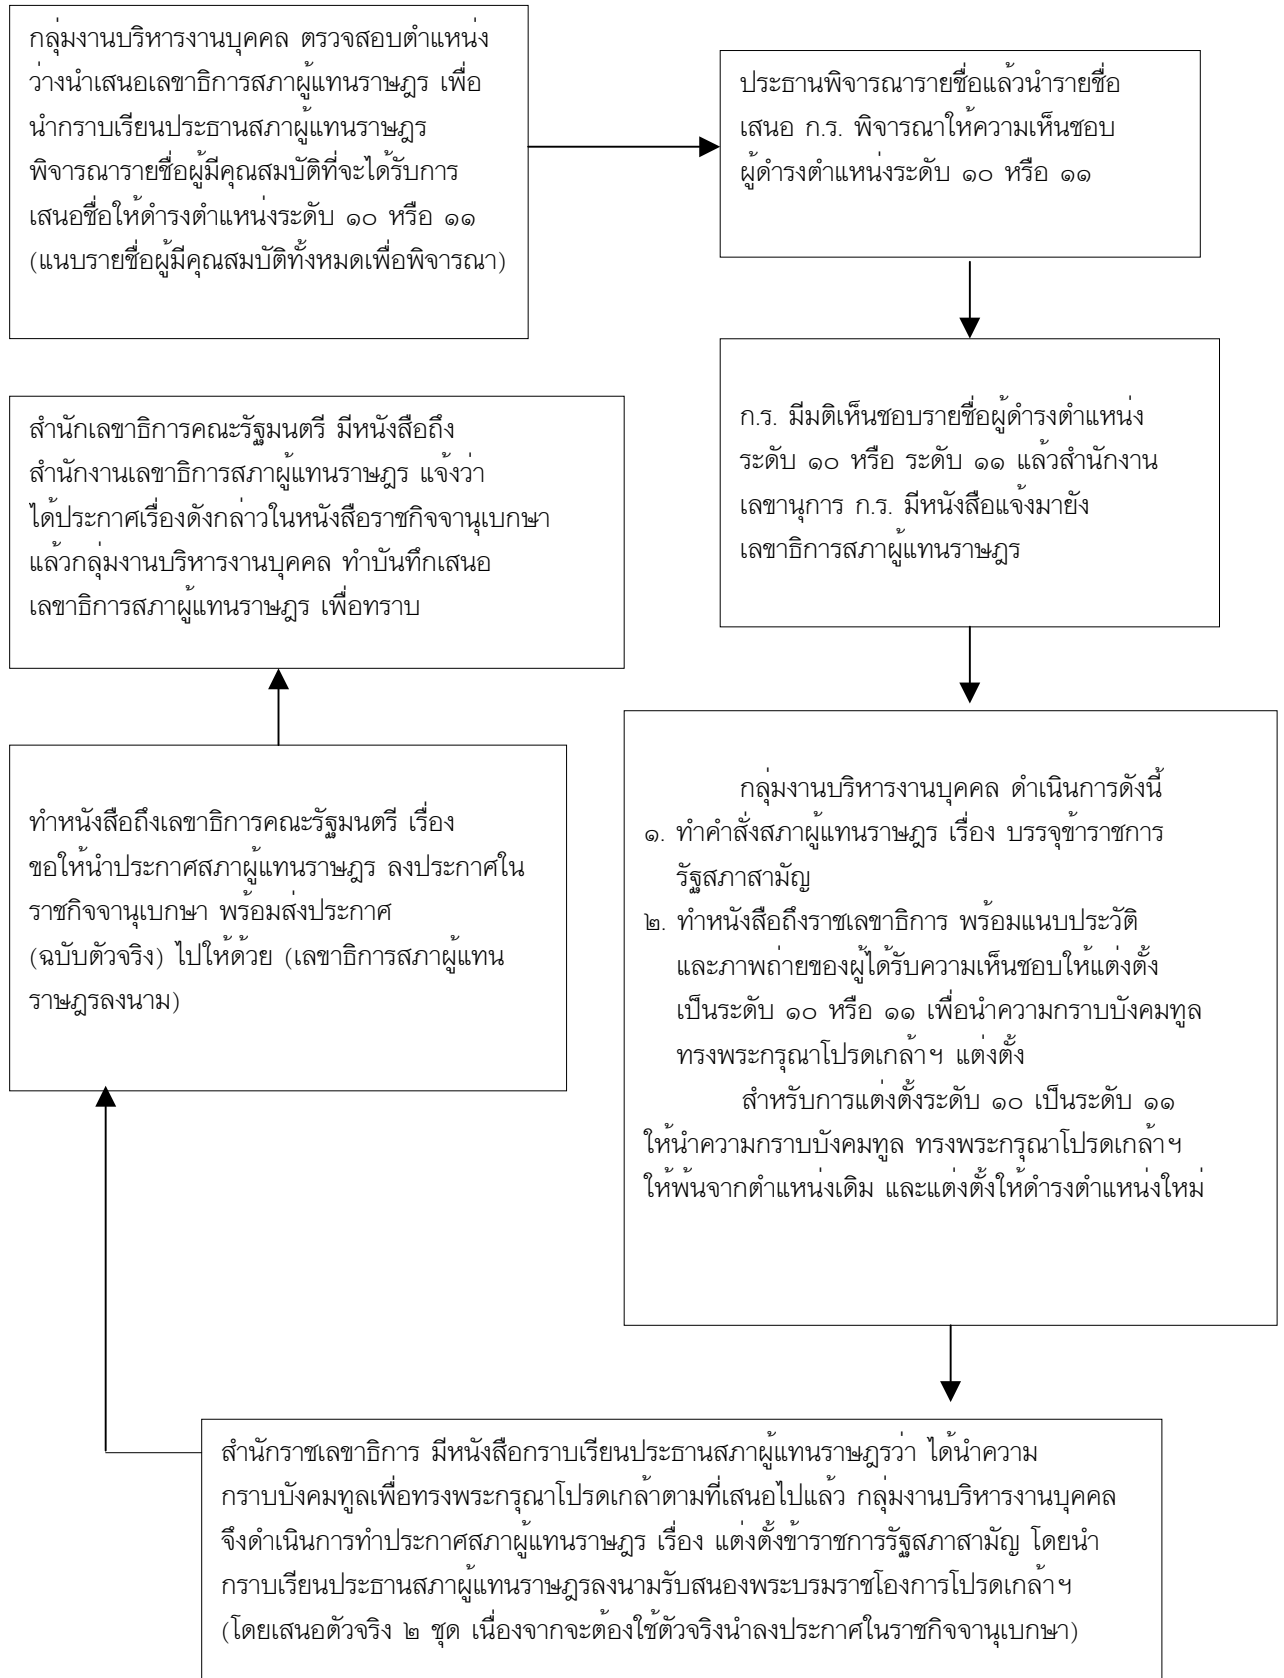 กลุ่มงานบริหารงานบุคคล ตรวจสอบตำแหน่ง
ว่างนำเสนอเลขาธิการสภาผู้แทนราษฎร เพื่อ
นำกราบเรียนประธานสภาผู้แทนราษฎร
พิจารณารายชื่อผู้มีคุณสมบัติที่จะได้รับการ
เสนอชื่อให้ดำรงตำแหน่งระดับ ๑๐ หรือ ๑๑
(แนบรายชื่อผู้มีคุณสมบัติทั้งหมดเพื่อพิจารณา)
ประธานพิจารณารายชื่อแล้วนำรายชื่อ
เสนอ ก.ร. พิจารณาให้ความเห็นชอบ
ผู้ดำรงตำแหน่งระดับ ๑๐ หรือ ๑๑
ก.ร. มีมติเห็นชอบรายชื่อผู้ดำรงตำแหน่ง
ระดับ ๑๐ หรือ ระดับ ๑๑ แล้วสำนักงาน
เลขานุการ ก.ร. มีหนังสือแจ้งมายัง
เลขาธิการสภาผู้แทนราษฎร
กลุ่มงานบริหารงานบุคคล ดำเนินการดังนี้
๑. ทำคำสั่งสภาผู้แทนราษฎร เรื่อง บรรจุข้าราชการ
รัฐสภาสามัญ
๒. ทำหนังสือถึงราชเลขาธิการ พร้อมแนบประวัติ
และภาพถ่ายของผู้ได้รับความเห็นชอบให้แต่งตั้ง
เป็นระดับ ๑๐ หรือ ๑๑ เพื่อนำความกราบบังคมทูล
ทรงพระกรุณาโปรดเกล้าฯ แต่งตั้ง
สำหรับการแต่งตั้งระดับ ๑๐ เป็นระดับ ๑๑
ให้นำความกราบบังคมทูล ทรงพระกรุณาโปรดเกล้าฯ
ให้พ้นจากตำแหน่งเดิม และแต่งตั้งให้ดำรงตำแหน่งใหม่
สำนักราชเลขาธิการ มีหนังสือกราบเรียนประธานสภาผู้แทนราษฎรว่า ได้นำความ
กราบบังคมทูลเพื่อทรงพระกรุณาโปรดเกล้าตามที่เสนอไปแล้ว กลุ่มงานบริหารงานบุคคล
จึงดำเนินการทำประกาศสภาผู้แทนราษฎร เรื่อง แต่งตั้งข้าราชการรัฐสภาสามัญ โดยนำ
กราบเรียนประธานสภาผู้แทนราษฎรลงนามรับสนองพระบรมราชโองการโปรดเกล้าฯ
(โดยเสนอตัวจริง ๒ ชุด เนื่องจากจะต้องใช้ตัวจริงนำลงประกาศในราชกิจจานุเบกษา)
ทำหนังสือถึงเลขาธิการคณะรัฐมนตรี เรื่อง
ขอให้นำประกาศสภาผู้แทนราษฎร ลงประกาศใน
ราชกิจจานุเบกษา พร้อมส่งประกาศ
(ฉบับตัวจริง) ไปให้ด้วย (เลขาธิการสภาผู้แทน
ราษฎรลงนาม)
สำนักเลขาธิการคณะรัฐมนตรี มีหนังสือถึง
สำนักงานเลขาธิการสภาผู้แทนราษฎร แจ้งว่า
ได้ประกาศเรื่องดังกล่าวในหนังสือราชกิจจานุเบกษา
แล้วกลุ่มงานบริหารงานบุคคล ทำบันทึกเสนอ
เลขาธิการสภาผู้แทนราษฎร เพื่อทราบ